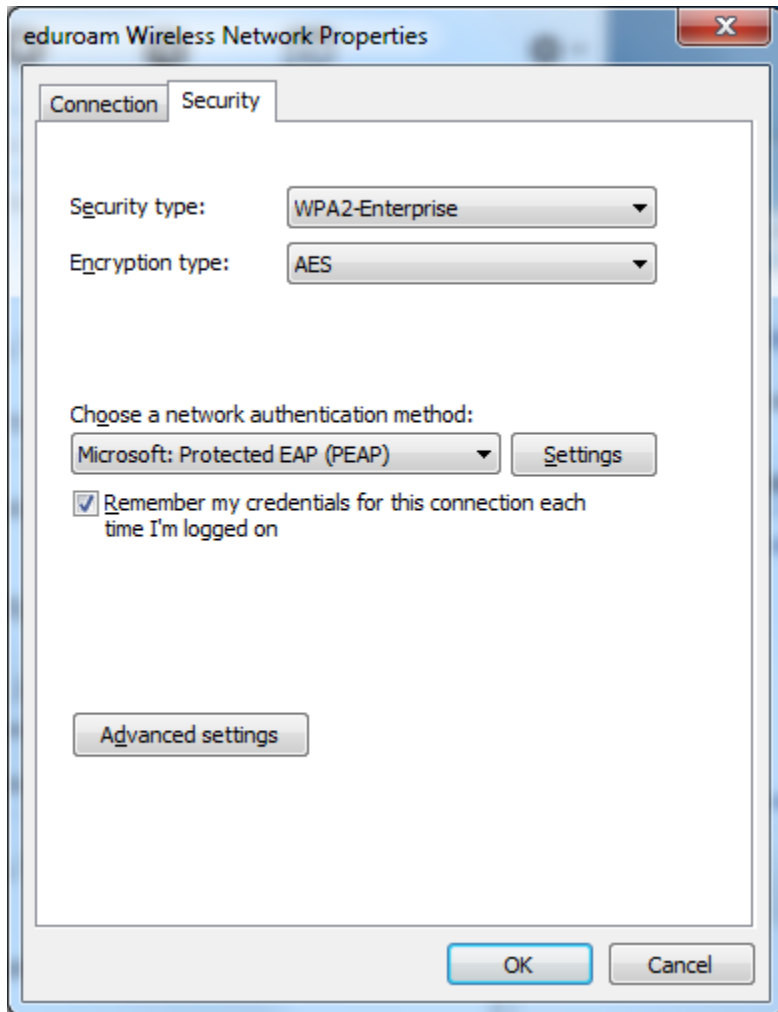 eduroam Wireless Network Properties
Connection Security
Security type: WPA2-Enterprise
Encryption type: AES
Choose a network authentication method:
Microsoft: Protected EAP (PEAP) Settings
Remember my credentials for this connection each
time I'm logged on
Advanced settings
OK Cancel